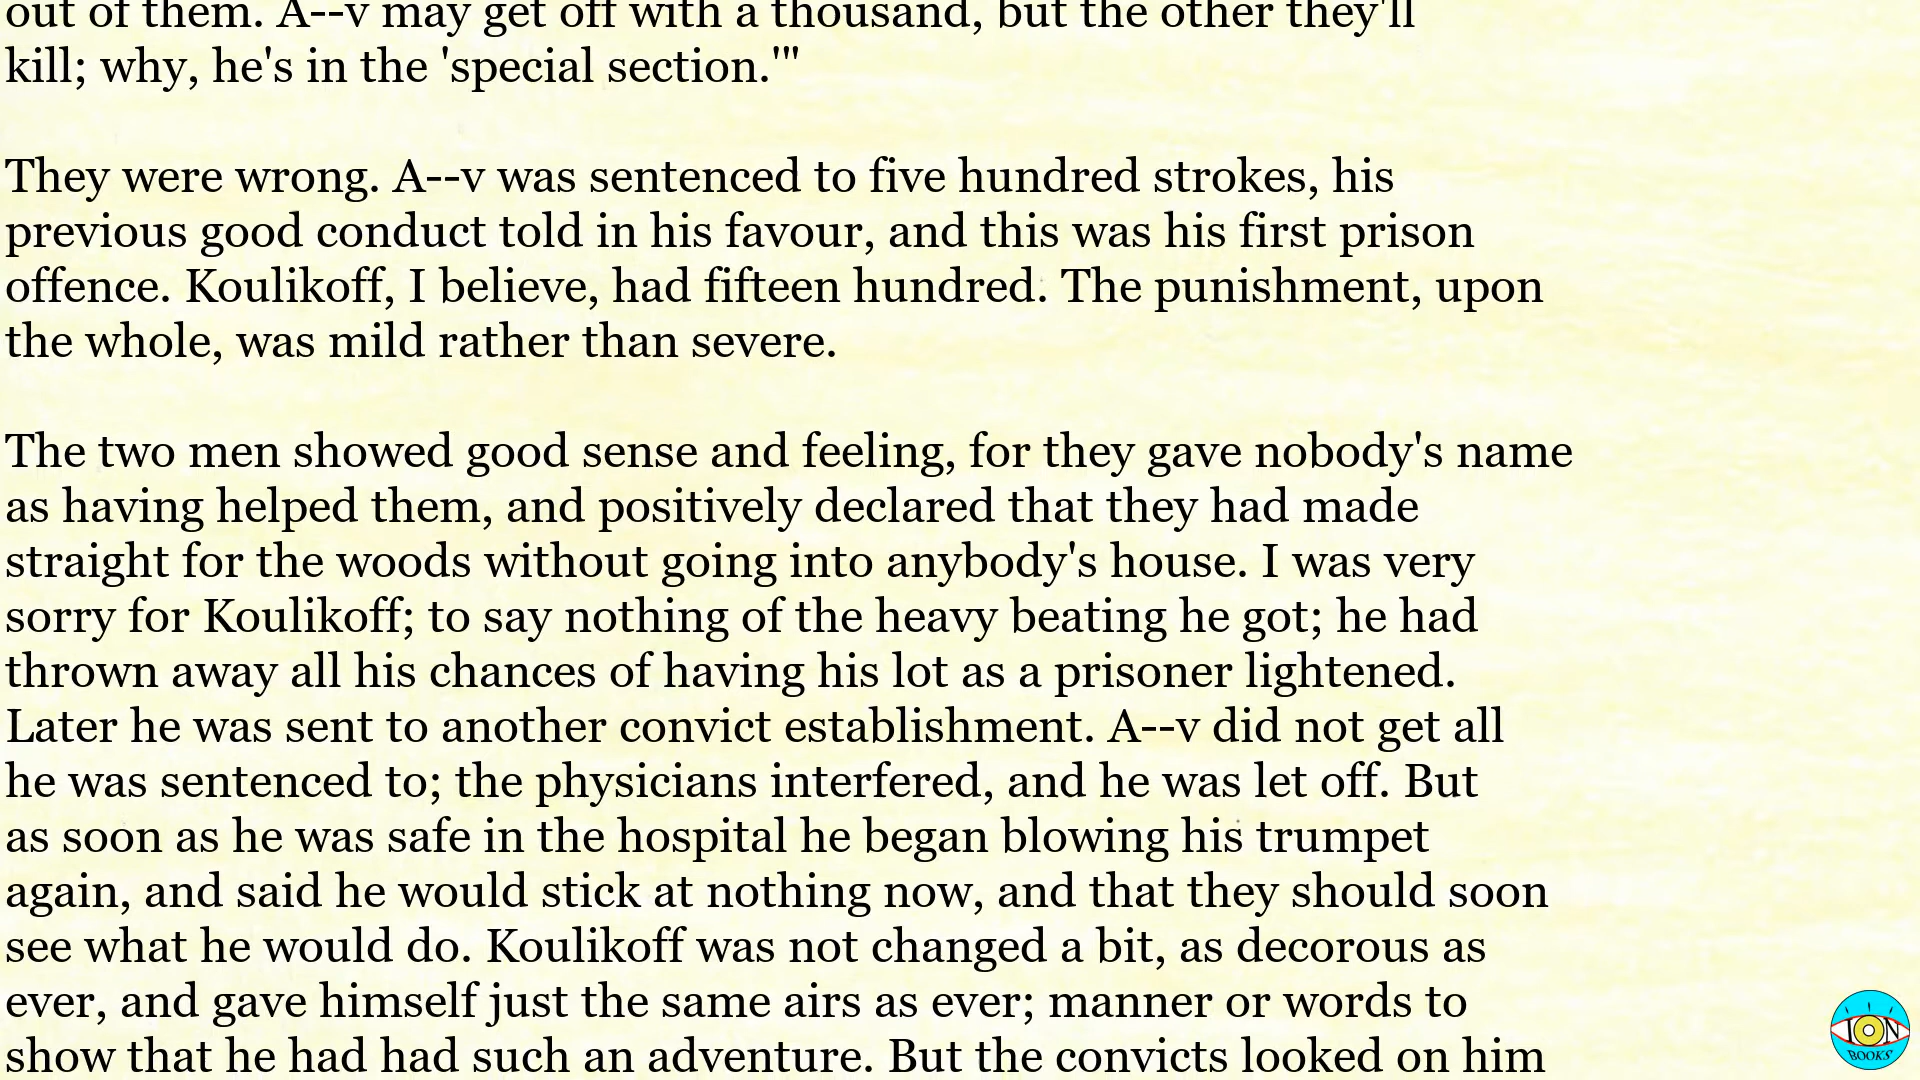 out of them. A--v may get off with a thousand, but the other they'll
kill; why, he's in the 'special section.'"
They were wrong. A--v was sentenced to five hundred strokes, his
previous good conduct told in his favour, and this was his first prison
offence. Koulikoff, I believe, had fifteen hundred. The punishment, upon
the whole, was mild rather than severe.
The two men showed good sense and feeling, for they gave nobody's name
as having helped them, and positively declared that they had made
straight for the woods without going into anybody's house. I was very
sorry for Koulikoff; to say nothing of the heavy beating he got; he had
thrown away all his chances of having his lot as a prisoner lightened.
Later he was sent to another convict establishment. A--v did not get all
he was sentenced to; the physicians interfered, and he was let off. But
as soon as he was safe in the hospital he began blowing his trumpet
again, and said he would stick at nothing now, and that they should soon
see what he would do. Koulikoff was not changed a bit, as decorous as
ever, and gave himself just the same airs as ever; manner or words to
show that he had had such an adventure. But the convicts looked on him
ION
BOOKS